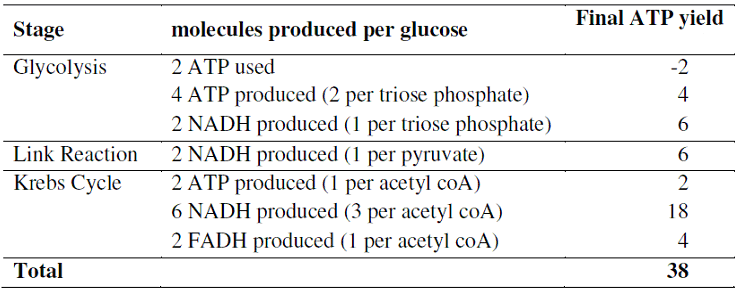 Stage molecules produced per glucose Final ATP yield
Glycolysis 2 ATP used -2
4 ATP produced (2 per triose phosphate) 4
2 NADH produced (1 per triose phosphate) 6
Link Reaction 2 NADH produced (1 per pyruvate) 6
Krebs Cycle 2 ATP produced (1 per acetyl coA) 2
6 NADH produced (3 per acetyl coA) 18
2 FADH produced (1 per acetyl coA) 4
Total 38